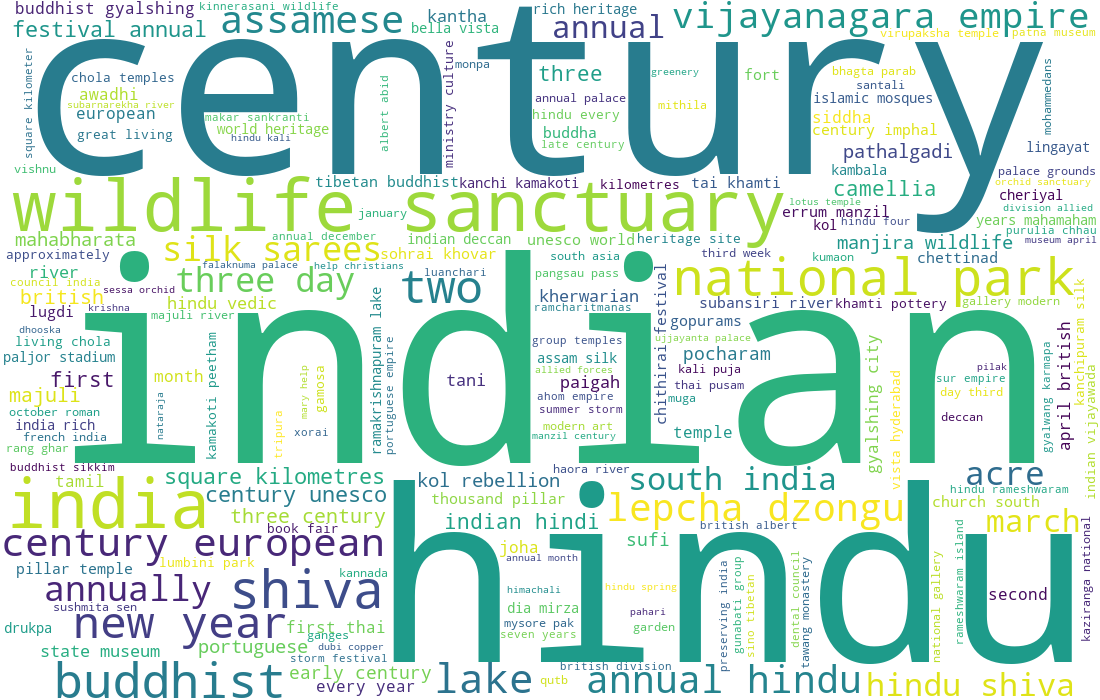 buddhist gyalshing
kinnerasani wildlife
rich heritage
festival annual
assamese
kantha
bella vista
annual
vijayanagara empire
virupaksha temple
patna museum
century
square kilometer
chola temples
awadhi
subarnarekha river
european
great living
vishnu
makar sankranti
world heritage
hindu kali
albert abid
ministry culture
monpa
three
annual palace
hindu every
buddha
late century
greenery
mithila
fort
bhagta parab
santali
islamic mosques
siddha
century imphal
pathalgadi
mohammedans
lingayat
wildlife sanctuary
tibetan buddhist
kanchi kamakoti
kilometres
tai khamti
kambala
camellia
palace grounds
orchid sanctuary
cheriyal
lotus temple
errum manzil
kol
hindu four
division allied
years mahamaham
purulia chhau
museum april
january
mahabharata
approximately
annual december
silk sarees
sohrai khovar
indian deccan
unesco world
heritage site
south asia
third week
manjira wildlife
kumaon
chettinad
river
council india
british
lugdi
sessa orchid
krishna
falaknuma palace
help christians
three day
hindu vedic
majuli river
luanchari
two
pangsau pass
kherwarian
ramcharitmanas
national park
subansiri river
khamti pottery
gallery modern
indian
dhooska
living chola
paljor stadium
first
majuli
october roman
india rich
french india
rang ghar
month
nataraja
kamakoti peetham
tripura
mary help
gamosa
xorai
ramakrishnapuram lake
portuguese empire
tani
group temples
assam silk
allied forces
paigah
ahom empire
summer storm
modern art
manzil century
chithirai festival
gopurams
ujjayanta palace
pocharam
kali puja
thai pusam
muga
temple
gyalshing city
vista hyderabad
pilak
sur empire
day third
deccan
gyalwang karmapa
april british
kanchipuram silk
indian vijayawada
buddhist sikkim
tamil
square kilometres
kol rebellion
haora river
south india
acre
hindu rameshwaram
india
century unesco
three century
book fair
thousand pillar
indian hindi
lepcha dzongu
british albert
church south
march
century european
pillar temple
lumbini park
kannada
hindu
joha
annual month
sufi
himachali
hindu spring
dia mirza
mysore pak
seven years
pahari
garden
preserving india
gunabati group
sino tibetan
dental council
tawang monastery
national gallery
rameshwaram island
second
kaziranga national
annually
shiva
sushmita sen
new year
drukpa
first thai
ganges
dubi copper
state museum
portuguese
storm festival
early century
buddhist
every year
lake
qutb
british division
annual hindu
hindu shiva